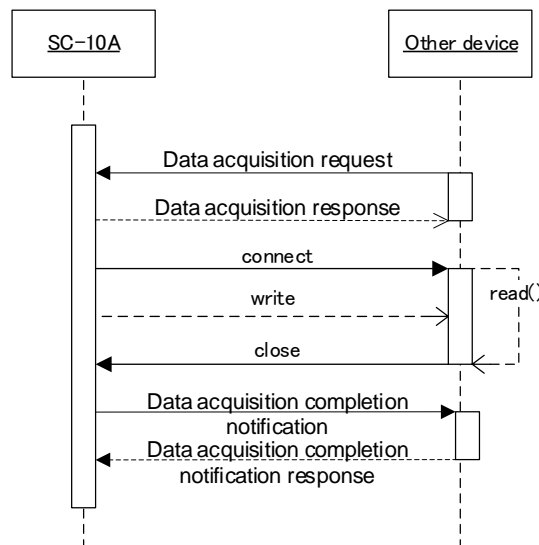 SC-10A
Other device
Data acquisition request
Data acquisition response
connect
read()
write
close
Data acquisition completion
notification
Data acquisition completion
notification response